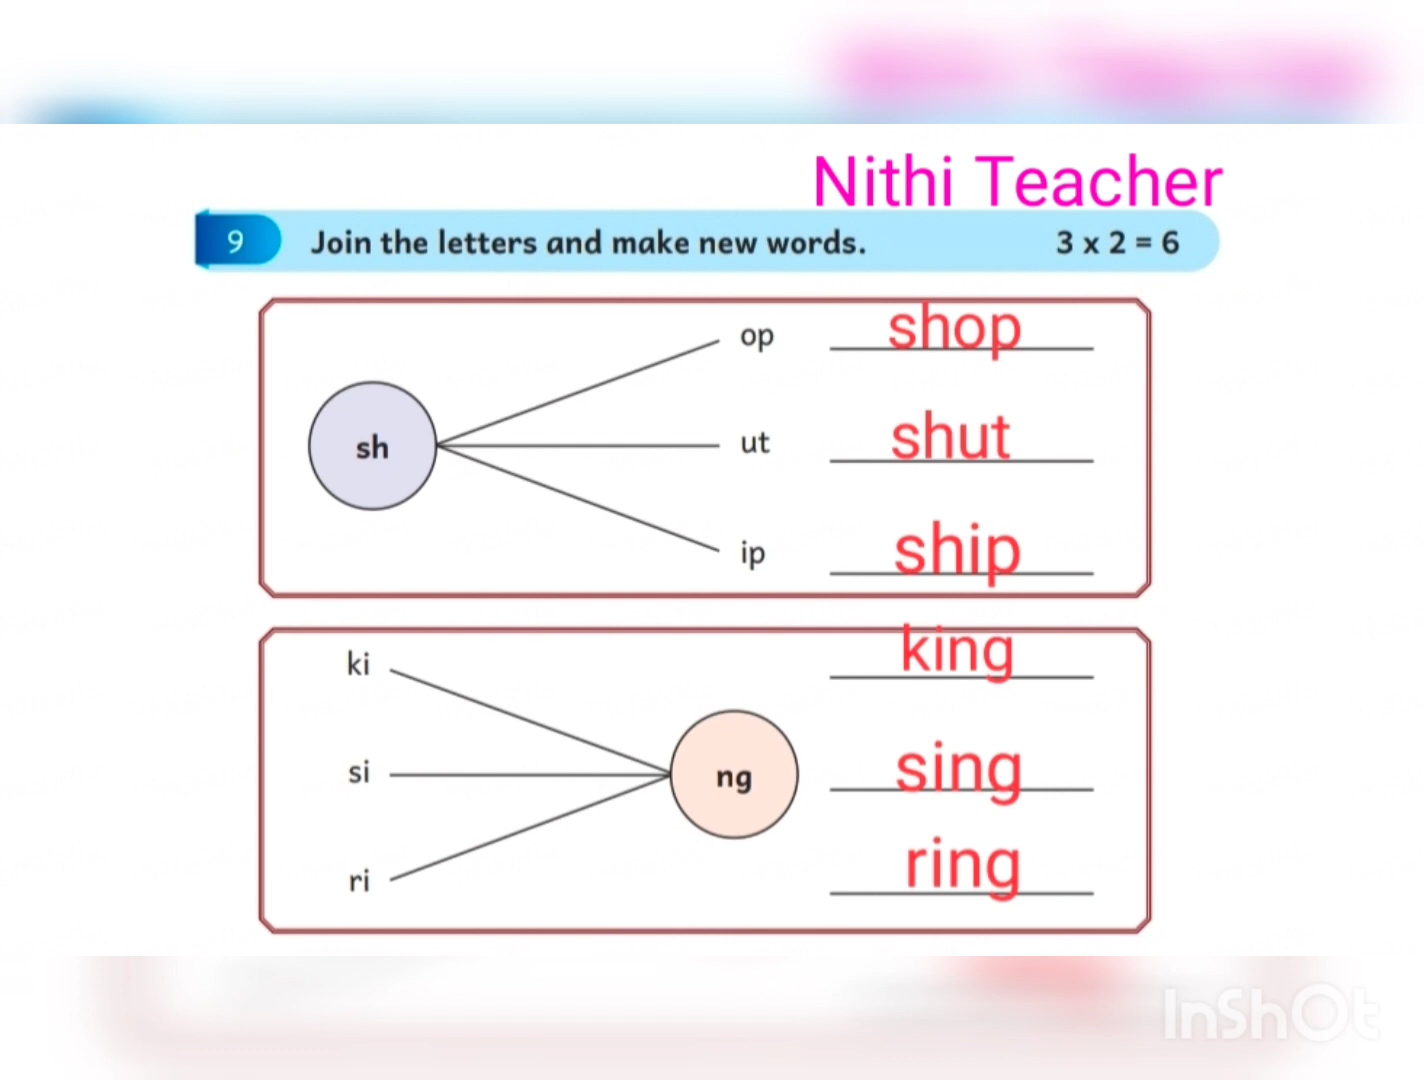 Nithi Teacher
9 Join the letters and make new words. 3 x 2 = 6
op shop
sh ut shut
ip ship
ki king
si ng sing
ri ring
InShOt